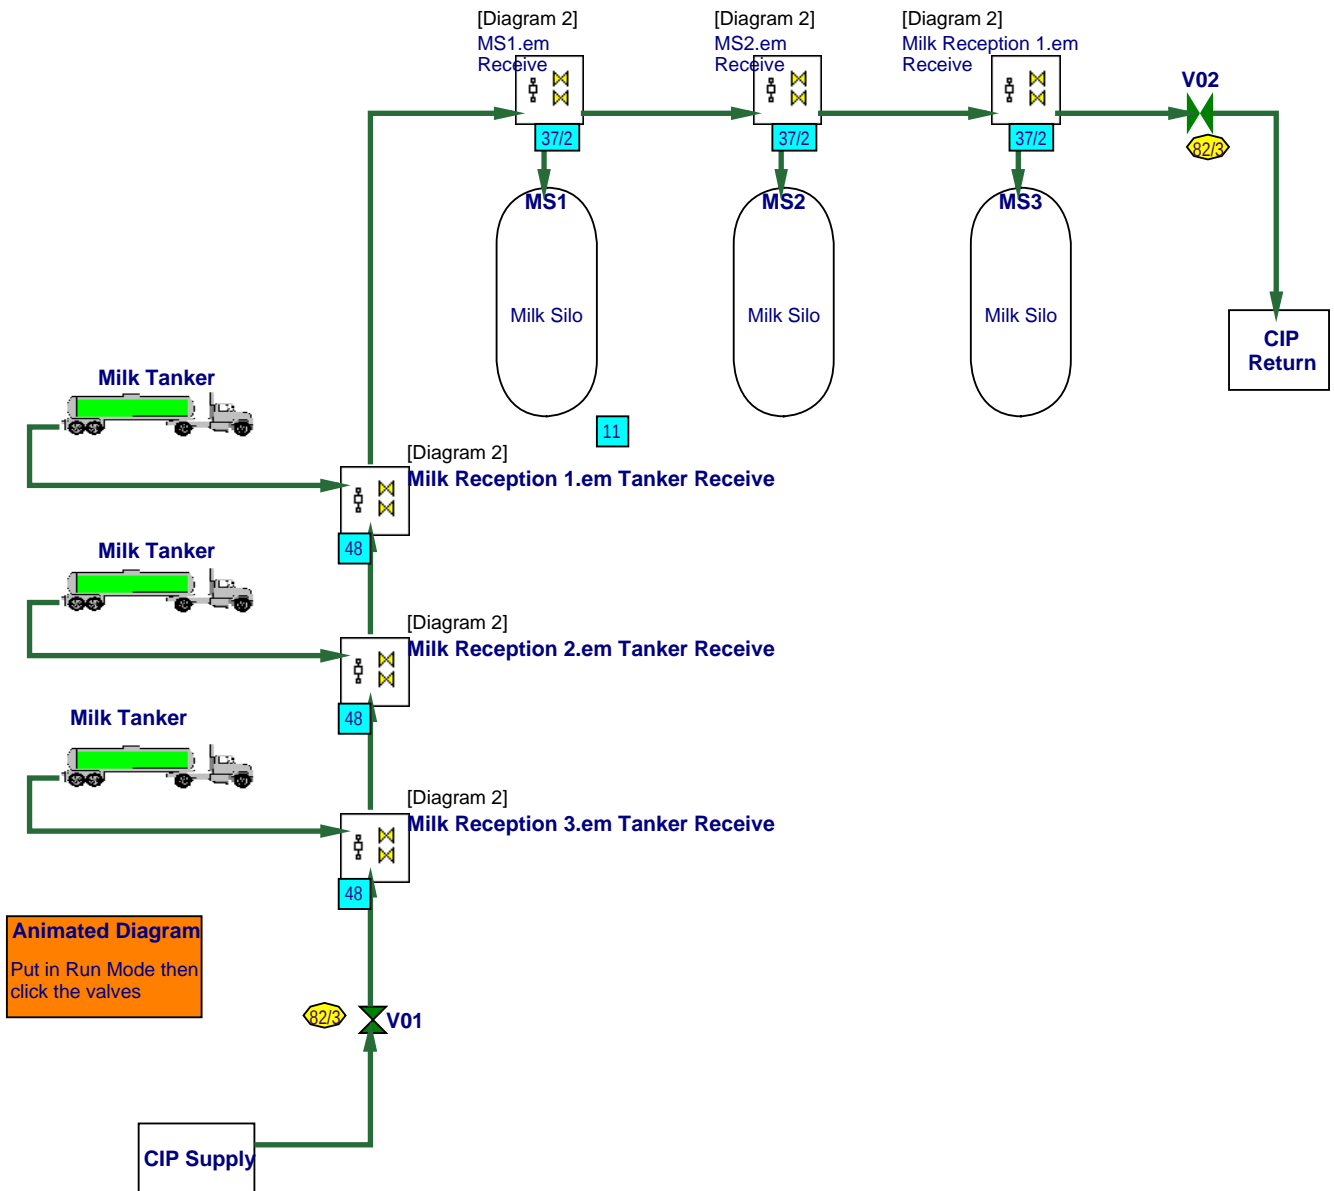 [Diagram 2]
MS1.em
Receive
[Diagram 2]
MS2.em
Receive
[Diagram 2]
Milk Reception 1.em
Receive
V02
82/3
37/2
37/2
37/2
MS1
MS2
MS3
Milk Silo
Milk Silo
Milk Silo
CIP
Return
Milk Tanker
11
[Diagram 2]
Milk Reception 1.em Tanker Receive
48
Milk Tanker
[Diagram 2]
Milk Reception 2.em Tanker Receive
48
Milk Tanker
[Diagram 2]
Milk Reception 3.em Tanker Receive
48
Animated Diagram
Put in Run Mode then
click the valves
82/3
V01
CIP Supply